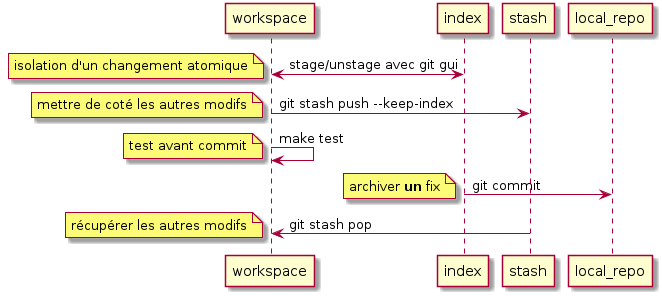 workspace index stash local_repo
isolation d'un changement atomique stage/unstage avec git gui
mettre de coté les autres modifs git stash push --keep-index
test avant commit make test
archiver un fix git commit
récupérer les autres modifs git stash pop
workspace index stash local_repo